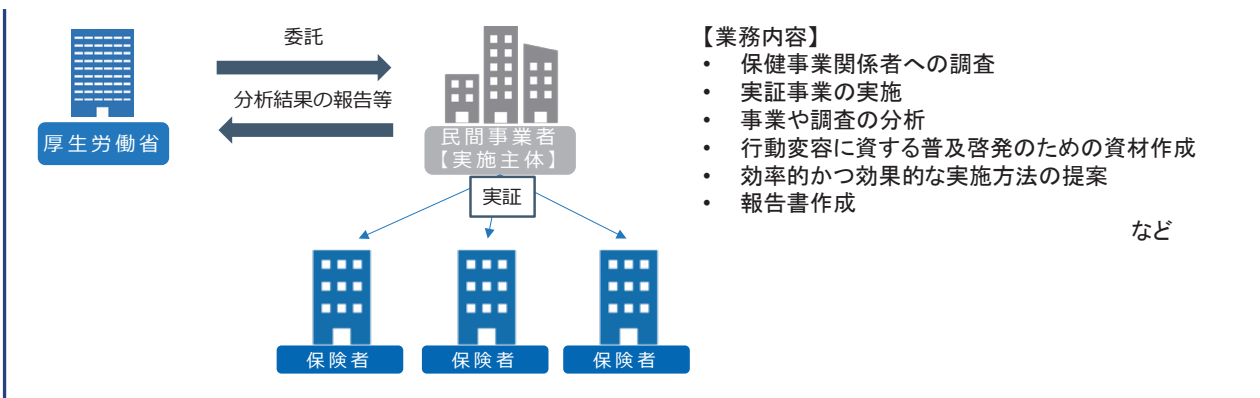 委託
分析結果の報告等
厚生労働省
民間事業者
【実施主体】
実証
保険者
保険者
保険者
【業務内容】
• 保健事業関係者への調査
• 実証事業の実施
• 事業や調査の分析
• 行動変容に資する普及啓発のための資材作成
• 効率的かつ効果的な実施方法の提案
• 報告書作成
など